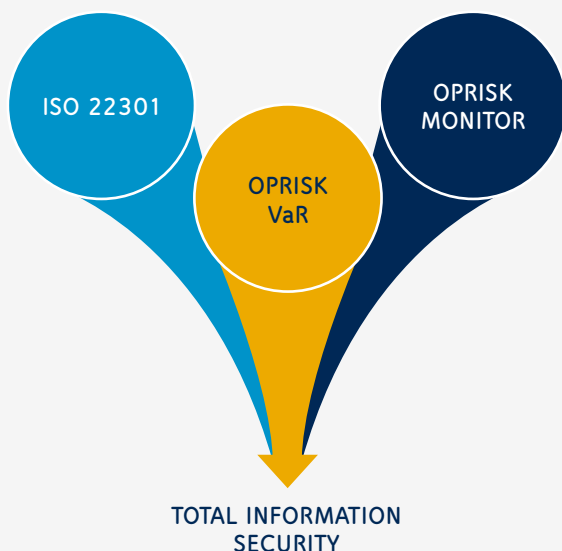 ISO 22301
OPRISK
MONITOR
OPRISK
VaR
TOTAL INFORMATION
SECURITY